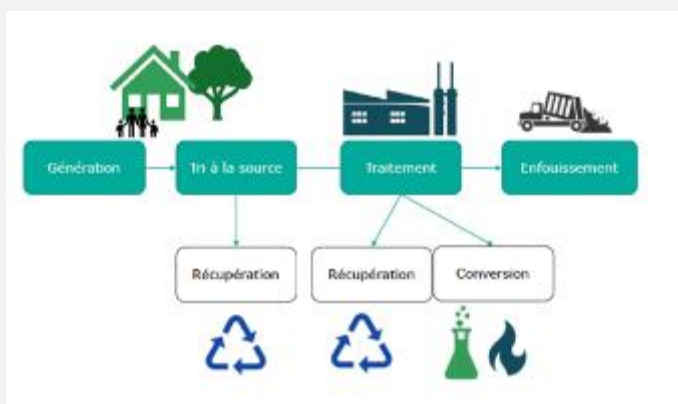 Génération
Tri à la source
Traitement
Enfouissement
Récupération
Récupération
Conversion